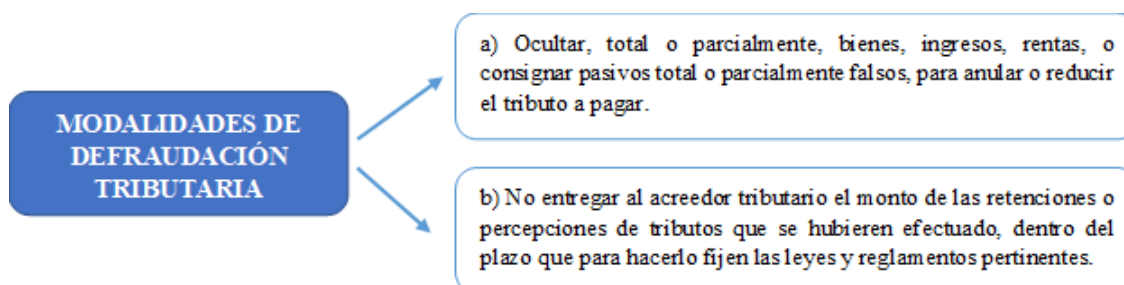 MODALIDADES DE
DEFRAUDACIÓN
TRIBUTARIA
a) Ocultar, total o parcialmente, bienes, ingresos, rentas, o
consignar pasivos total o parcialmente falsos, para anular o reducir
el tributo a pagar.
b) No entregar al acreedor tributario el monto de las retenciones o
percepciones de tributos que se hubieren efectuado, dentro del
plazo que para hacerlo fijen las leyes y reglamentos pertinentes.